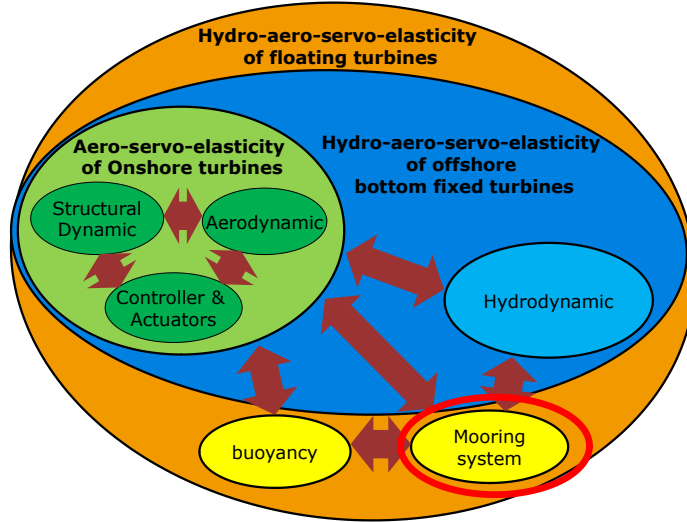 Hydro-aero-servo-elasticity
of floating turbines
Aero-servo-elasticity
of Onshore turbines
Hydro-aero-servo-elasticity
of offshore
bottom fixed turbines
Structural
Dynamic
Aerodynamic
Controller &
Actuators
Hydrodynamic
buoyancy
Mooring
system